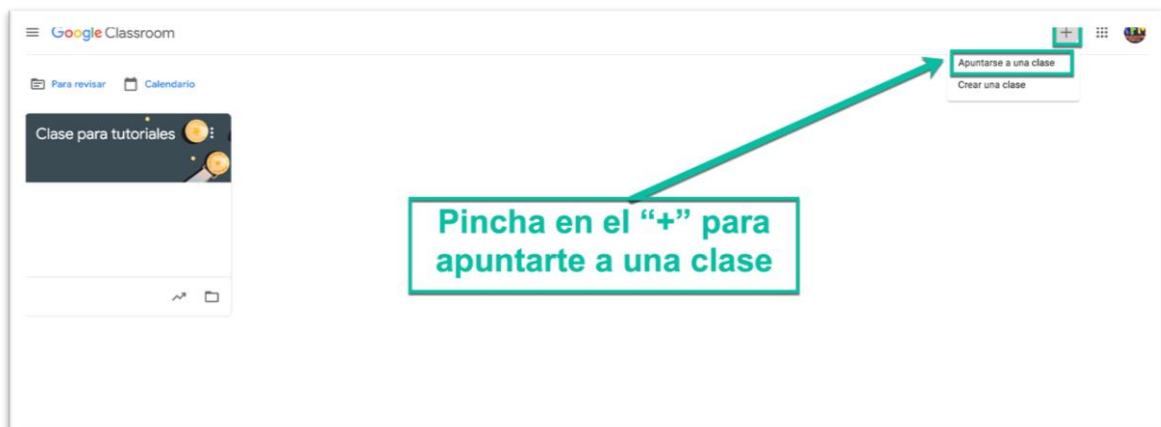 Google Classroom
Apuntarse a una clase
Para revisar Calendario
Crear una clase
Clase para tutoriales
Pincha en el “+” para
apuntarte a una clase